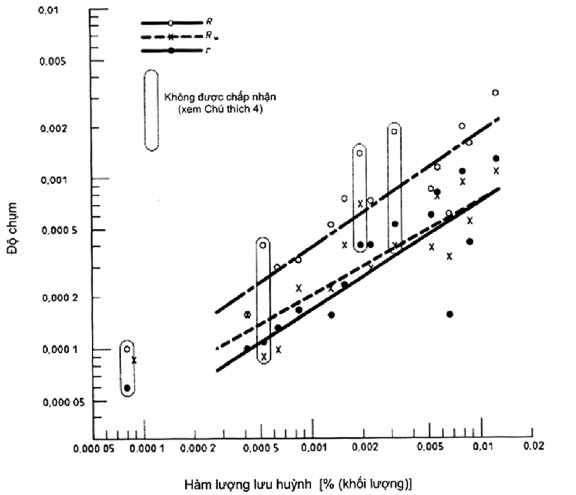 0,01
0,005
0,002
0,001
0,000 5
0,000 2
0,000 1
0,000 05
Độ chụm
R
R w
r
Không được chấp nhận
(xem Chú thích 4)
0,000 05
0,000 1
0,000 2
0,000,5
0,001
0,002
0,005
0,01
0,02
Hàm lượng lưu huỳnh [% (khối lượng)]